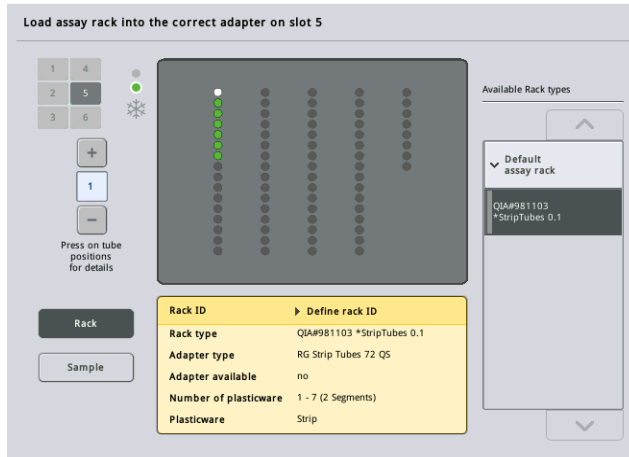 Load assay rack into the correct adapter on slot 5
1 4
2 5
3 6
+
1
−
Press on tube
positions
for details
Rack
Sample
Rack ID Define rack ID
Rack type QIA#981103 *StripTubes 0.1
Adapter type RG Strip Tubes 72 QS
Adapter available no
Number of plasticware 1 - 7 (2 Segments)
Plasticware Strip
Available Rack types
Default
assay rack
QIA#981103
*StripTubes 0.1